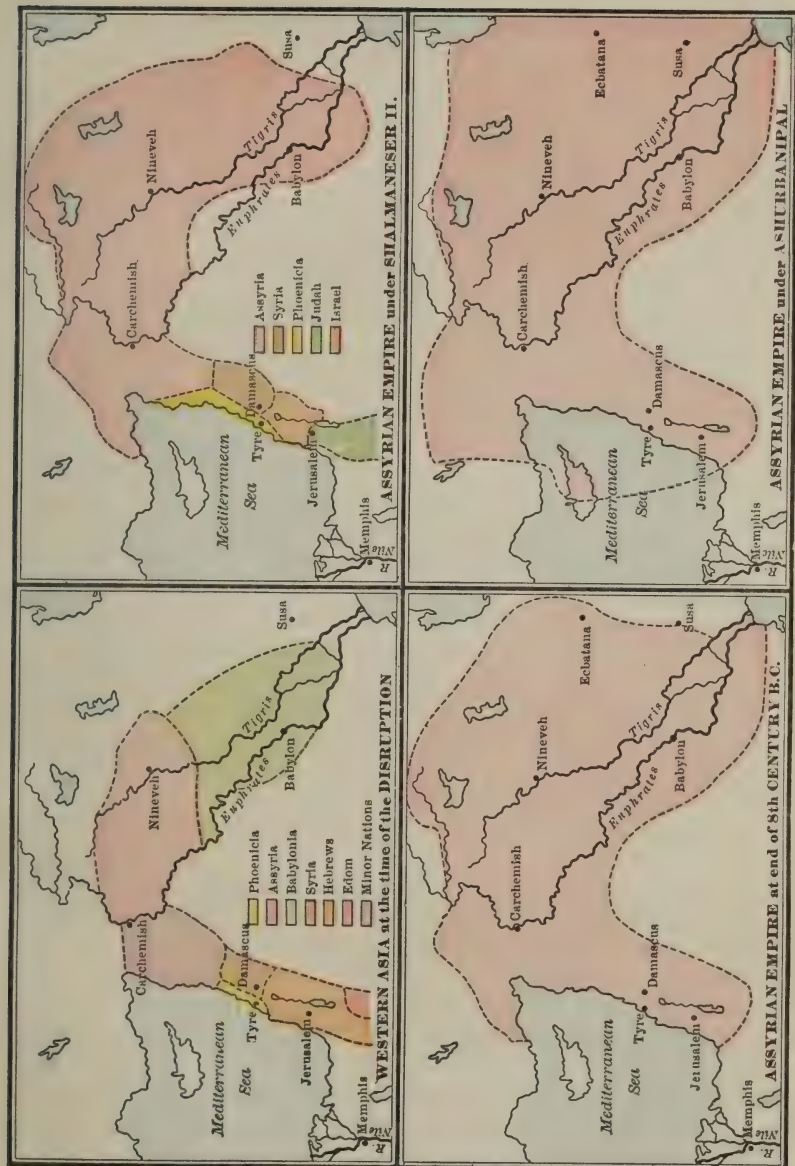 Carchemish
Nineveh
Mediterranean
Sea
Tyre
Damascus
Jerusalem
Memphis
R. Nile
Euphrates
Tigris
Babylon
Susa
Phoenicia
Assyria
Babylonia
Syria
Hebrews
Edom
Minor Nations
WESTERN ASIA at the time of the DISRUPTION
Carchemish
Nineveh
Mediterranean
Sea
Tyre
Damascus
Jerusalem
Memphis
R. Nile
Euphrates
Tigris
Babylon
Susa
Assyria
Syria
Phoenicia
Judah
Israel
ASSYRIAN EMPIRE under SHALMANESER II.
Carchemish
Nineveh
Ecbatana
Mediterranean
Sea
Tyre
Damascus
Jerusalem
Memphis
R. Nile
Euphrates
Tigris
Babylon
Susa
ASSYRIAN EMPIRE at end of 8th CENTURY B.C.
Carchemish
Nineveh
Ecbatana
Mediterranean
Sea
Tyre
Damascus
Jerusalem
Memphis
R. Nile
Euphrates
Tigris
Babylon
Susa
ASSYRIAN EMPIRE under ASHURBANIPAL